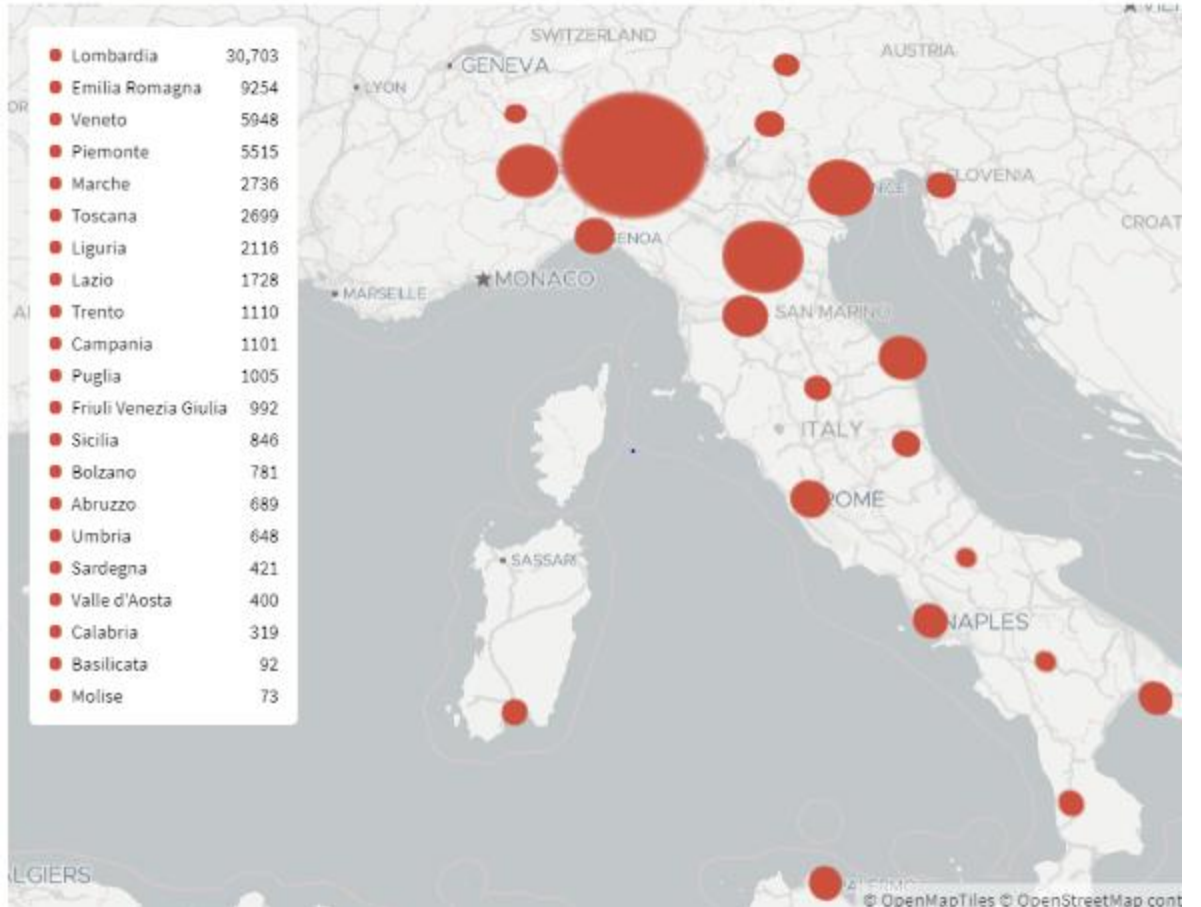 Lombardia 30,703
Emilia Romagna 9254
Veneto 5948
Piemonte 5515
Marche 2736
Toscana 2699
Liguria 2116
Lazio 1728
Trento 1110
Campania 1101
Puglia 1005
Friuli Venezia Giulia 992
Sicilia 846
Bolzano 781
Abruzzo 689
Umbria 648
Sardegna 421
Valle d'Aosta 400
Calabria 319
Basilicata 92
Molise 73
SWITZERLAND
AUSTRIA
GENEVA
LYON
SLOVENIA
CROAT
ENOA
MONACO
MARSEILLE
SAN MARINO
ITALY
ROME
SASSARI
NAPLES
ALGIERS
© OpenMapTiles © OpenStreetMap cont